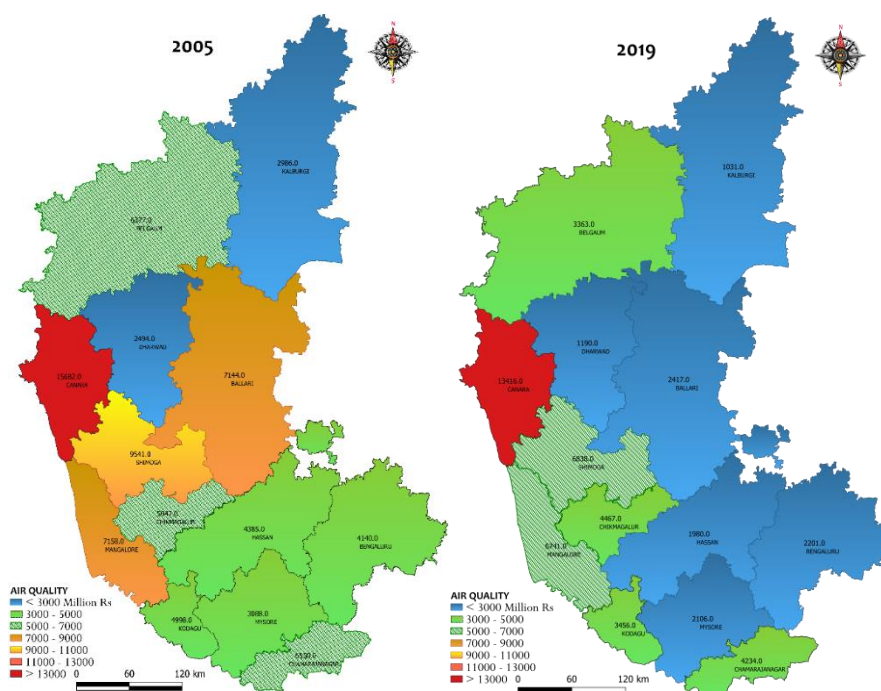 2005
N
S
2986.0
KALBURGI
6377.0
BELGAUM
2494.0
DHARWAD
15682.0
CANARA
7144.0
BALLARI
9541.0
SHIMOGA
CHIKMAGALUR
7158.0
MANGALORE
4385.0
HASSAN
4140.0
BENGALURU
4998.0
KODAGU
MYSORE
CHAMARAJANAGAR
AIR QUALITY
< 3000 Million Rs
3000 - 5000
5000 - 7000
7000 - 9000
9000 - 11000
11000 - 13000
> 13000
0 60 120 km
2019
N
S
1031.0
KALBURGI
3363.0
BELGAUM
1190.0
DHARWAD
13416.0
CANARA
2417.0
BALLARI
6838.0
SHIMOGA
4467.0
CHIKMAGALUR
6741.0
MANGALORE
1980.0
HASSAN
2201.0
BENGALURU
3456.0
KODAGU
2106.0
MYSORE
4234.0
CHAMARAJANAGAR
AIR QUALITY
< 3000 Million Rs
3000 - 5000
5000 - 7000
7000 - 9000
9000 - 11000
11000 - 13000
> 13000
0 60 120 km